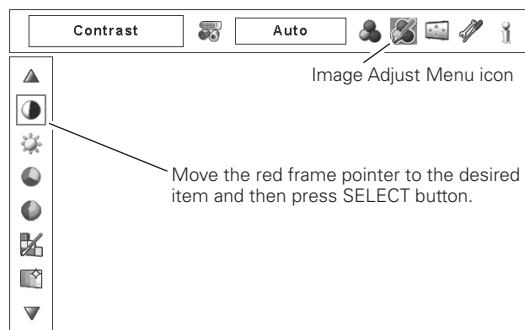 Contrast
Auto
Image Adjust Menu icon
Move the red frame pointer to the desired
item and then press SELECT button.